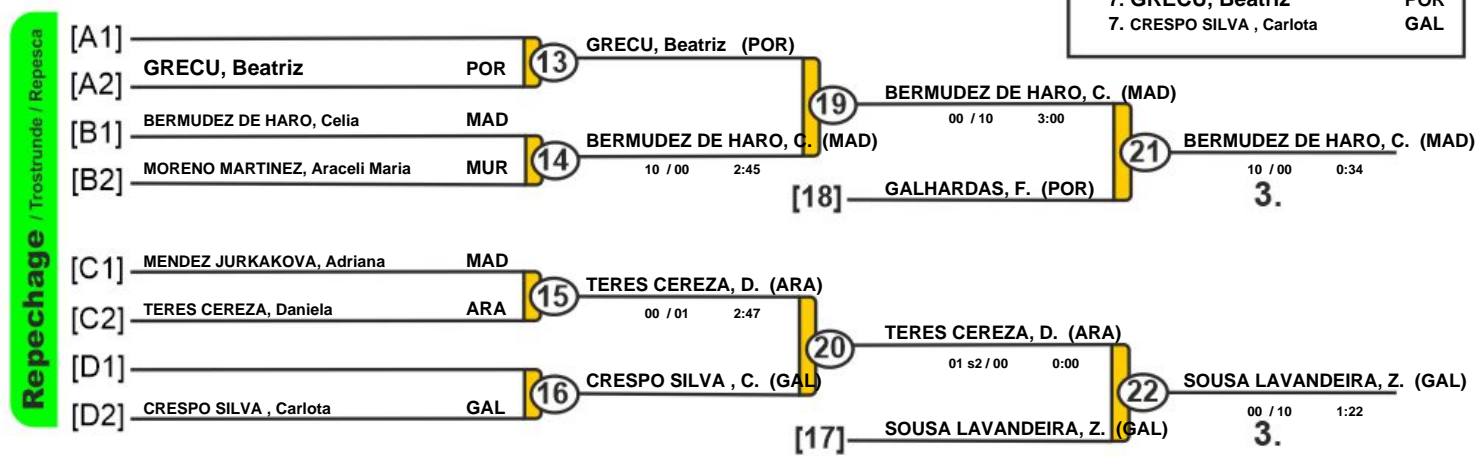 7. GRECU, Beatriz POR
7. CRESPO SILVA , Carlota GAL
Repechage / Trostrunde / Repesca
[A1]
[A2] GRECU, Beatriz POR
13 GRECU, Beatriz (POR)
[B1] BERMUDEZ DE HARO, Celia MAD
[B2] MORENO MARTINEZ, Araceli Maria MUR
14 BERMUDEZ DE HARO, C. (MAD)
10 / 00 2:45
19 BERMUDEZ DE HARO, C. (MAD)
00 / 10 3:00
[18] GALHARDAS, F. (POR)
21 BERMUDEZ DE HARO, C. (MAD)
10 / 00 0:34
3.
[C1] MENDEZ JURKAKOVA, Adriana MAD
[C2] TERES CEREZA, Daniela ARA
15 TERES CEREZA, D. (ARA)
00 / 01 2:47
[D1]
[D2] CRESPO SILVA , Carlota GAL
16 CRESPO SILVA , C. (GAL)
20 TERES CEREZA, D. (ARA)
01 s2 / 00 0:00
[17] SOUSA LAVANDEIRA, Z. (GAL)
22 SOUSA LAVANDEIRA, Z. (GAL)
00 / 10 1:22
3.